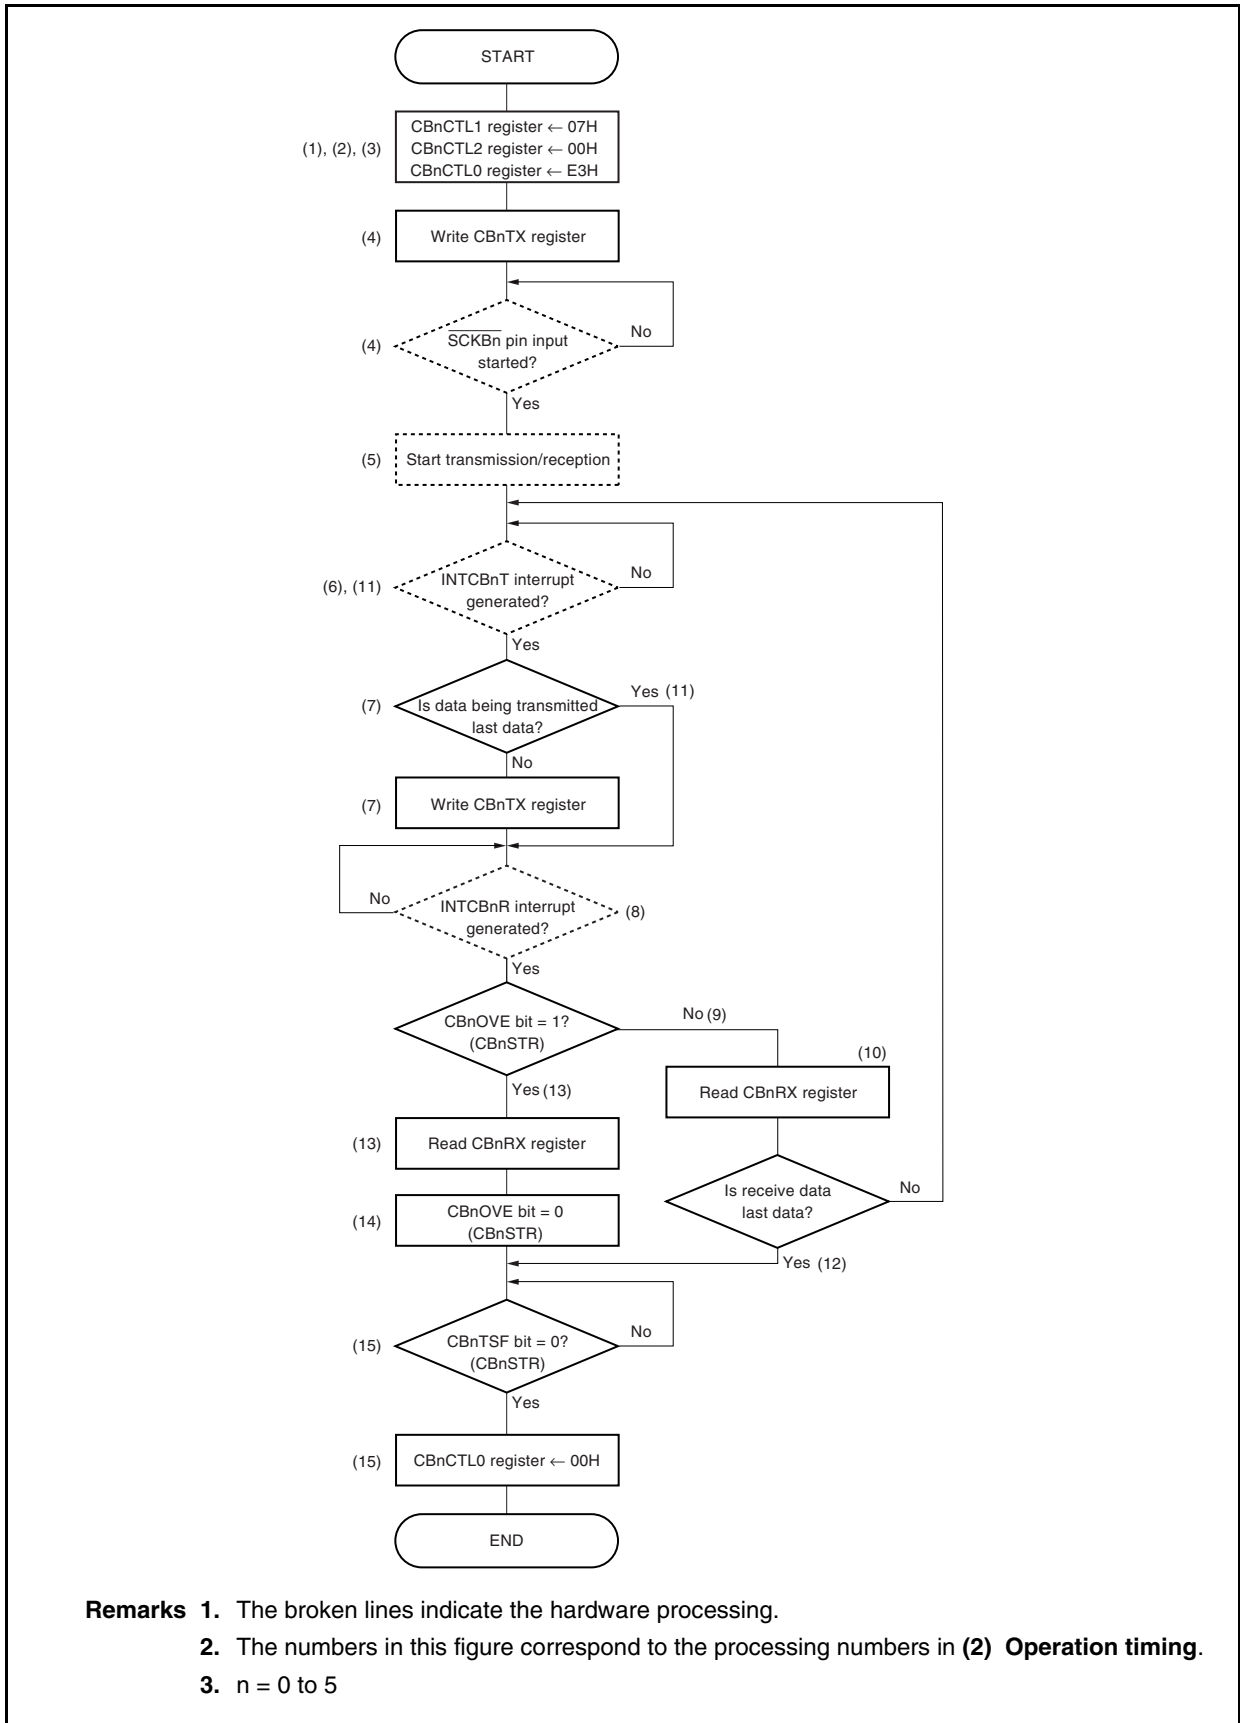 START
CBnCTL1 register ← 07H
(1), (2), (3) CBnCTL2 register ← 00H
CBnCTL0 register ← E3H
(4) Write CBnTX register
(4) SCKBn pin input No
started?
Yes
(5) Start transmission/reception
(6), (11) INTCBnT interrupt No
generated?
Yes
Yes (11)
(7) Is data being transmitted
last data?
No
(7) Write CBnTX register
No INTCBnR interrupt (8)
generated?
Yes
CBnOVE bit = 1? No (9)
(CBnSTR)
(10)
Yes (13) Read CBnRX register
(13) Read CBnRX register
Is receive data No
last data?
(14) CBnOVE bit = 0
(CBnSTR)
Yes (12)
(15) CBnTSF bit = 0? No
(CBnSTR)
Yes
(15) CBnCTL0 register ← 00H
END
Remarks 1. The broken lines indicate the hardware processing.
2. The numbers in this figure correspond to the processing numbers in (2) Operation timing.
3. n = 0 to 5